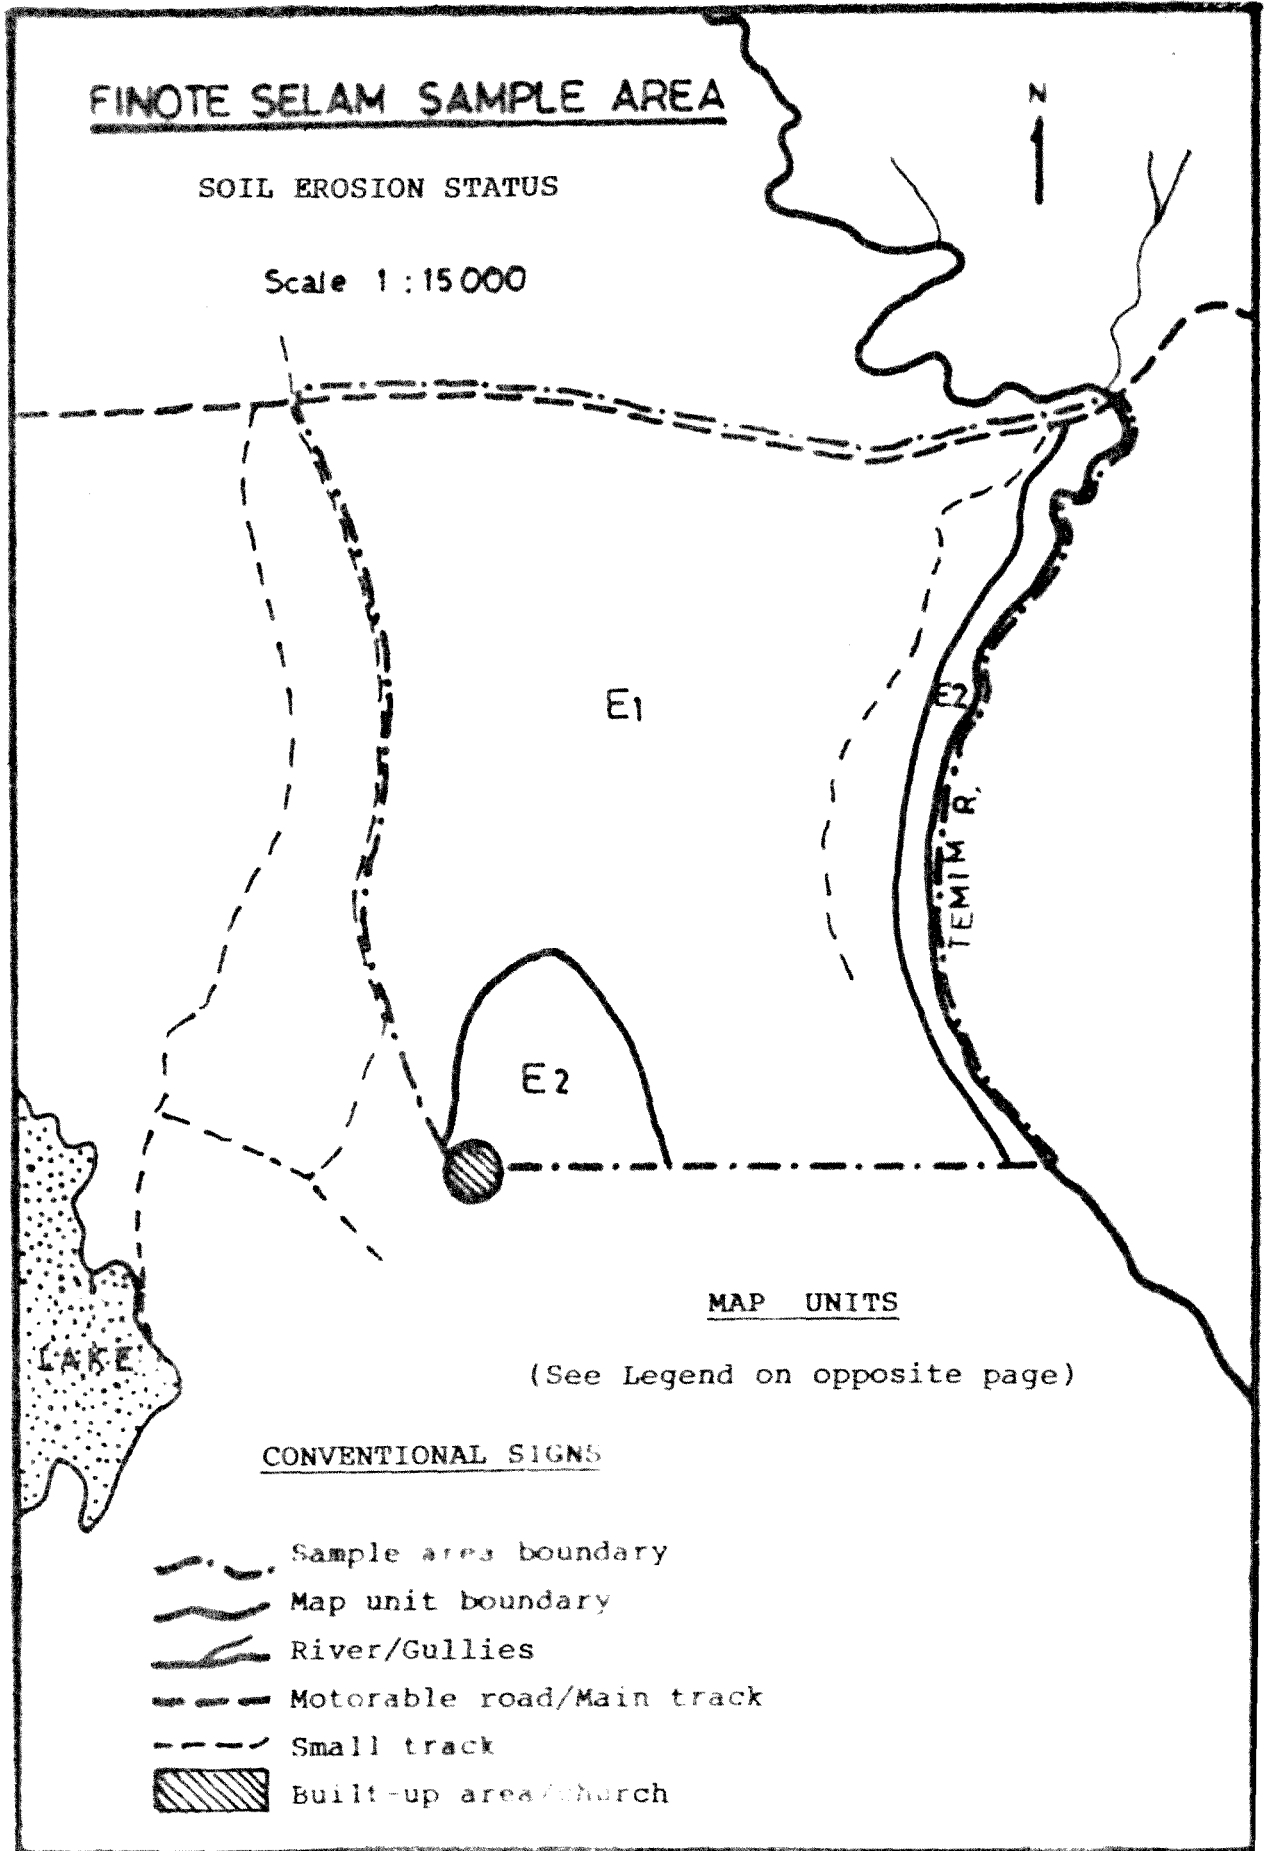 FINOTE SELAM SAMPLE AREA
N
SOIL EROSION STATUS
Scale 1 : 15 000
E1
E2
TEMIM R.
E2
MAP UNITS
LAKE
(See Legend on opposite page)
CONVENTIONAL SIGNS
Sample area boundary
Map unit boundary
River/Gullies
Motorable road/Main track
Small track
Built-up area/church